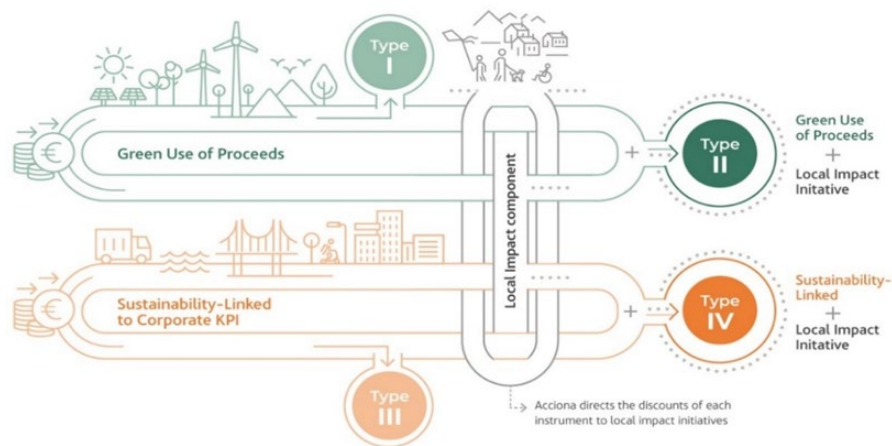 Type
I
Green Use of Proceeds
Local Impact component
+
Type
II
Green Use
of Proceeds
+
Local Impact
Initative
€
Sustainability-Linked
to Corporate KPI
€
+
Type
IV
Sustainability-
Linked
+
Local Impact
Initative
Type
III
Acciona directs the discounts of each
instrument to local impact initiatives